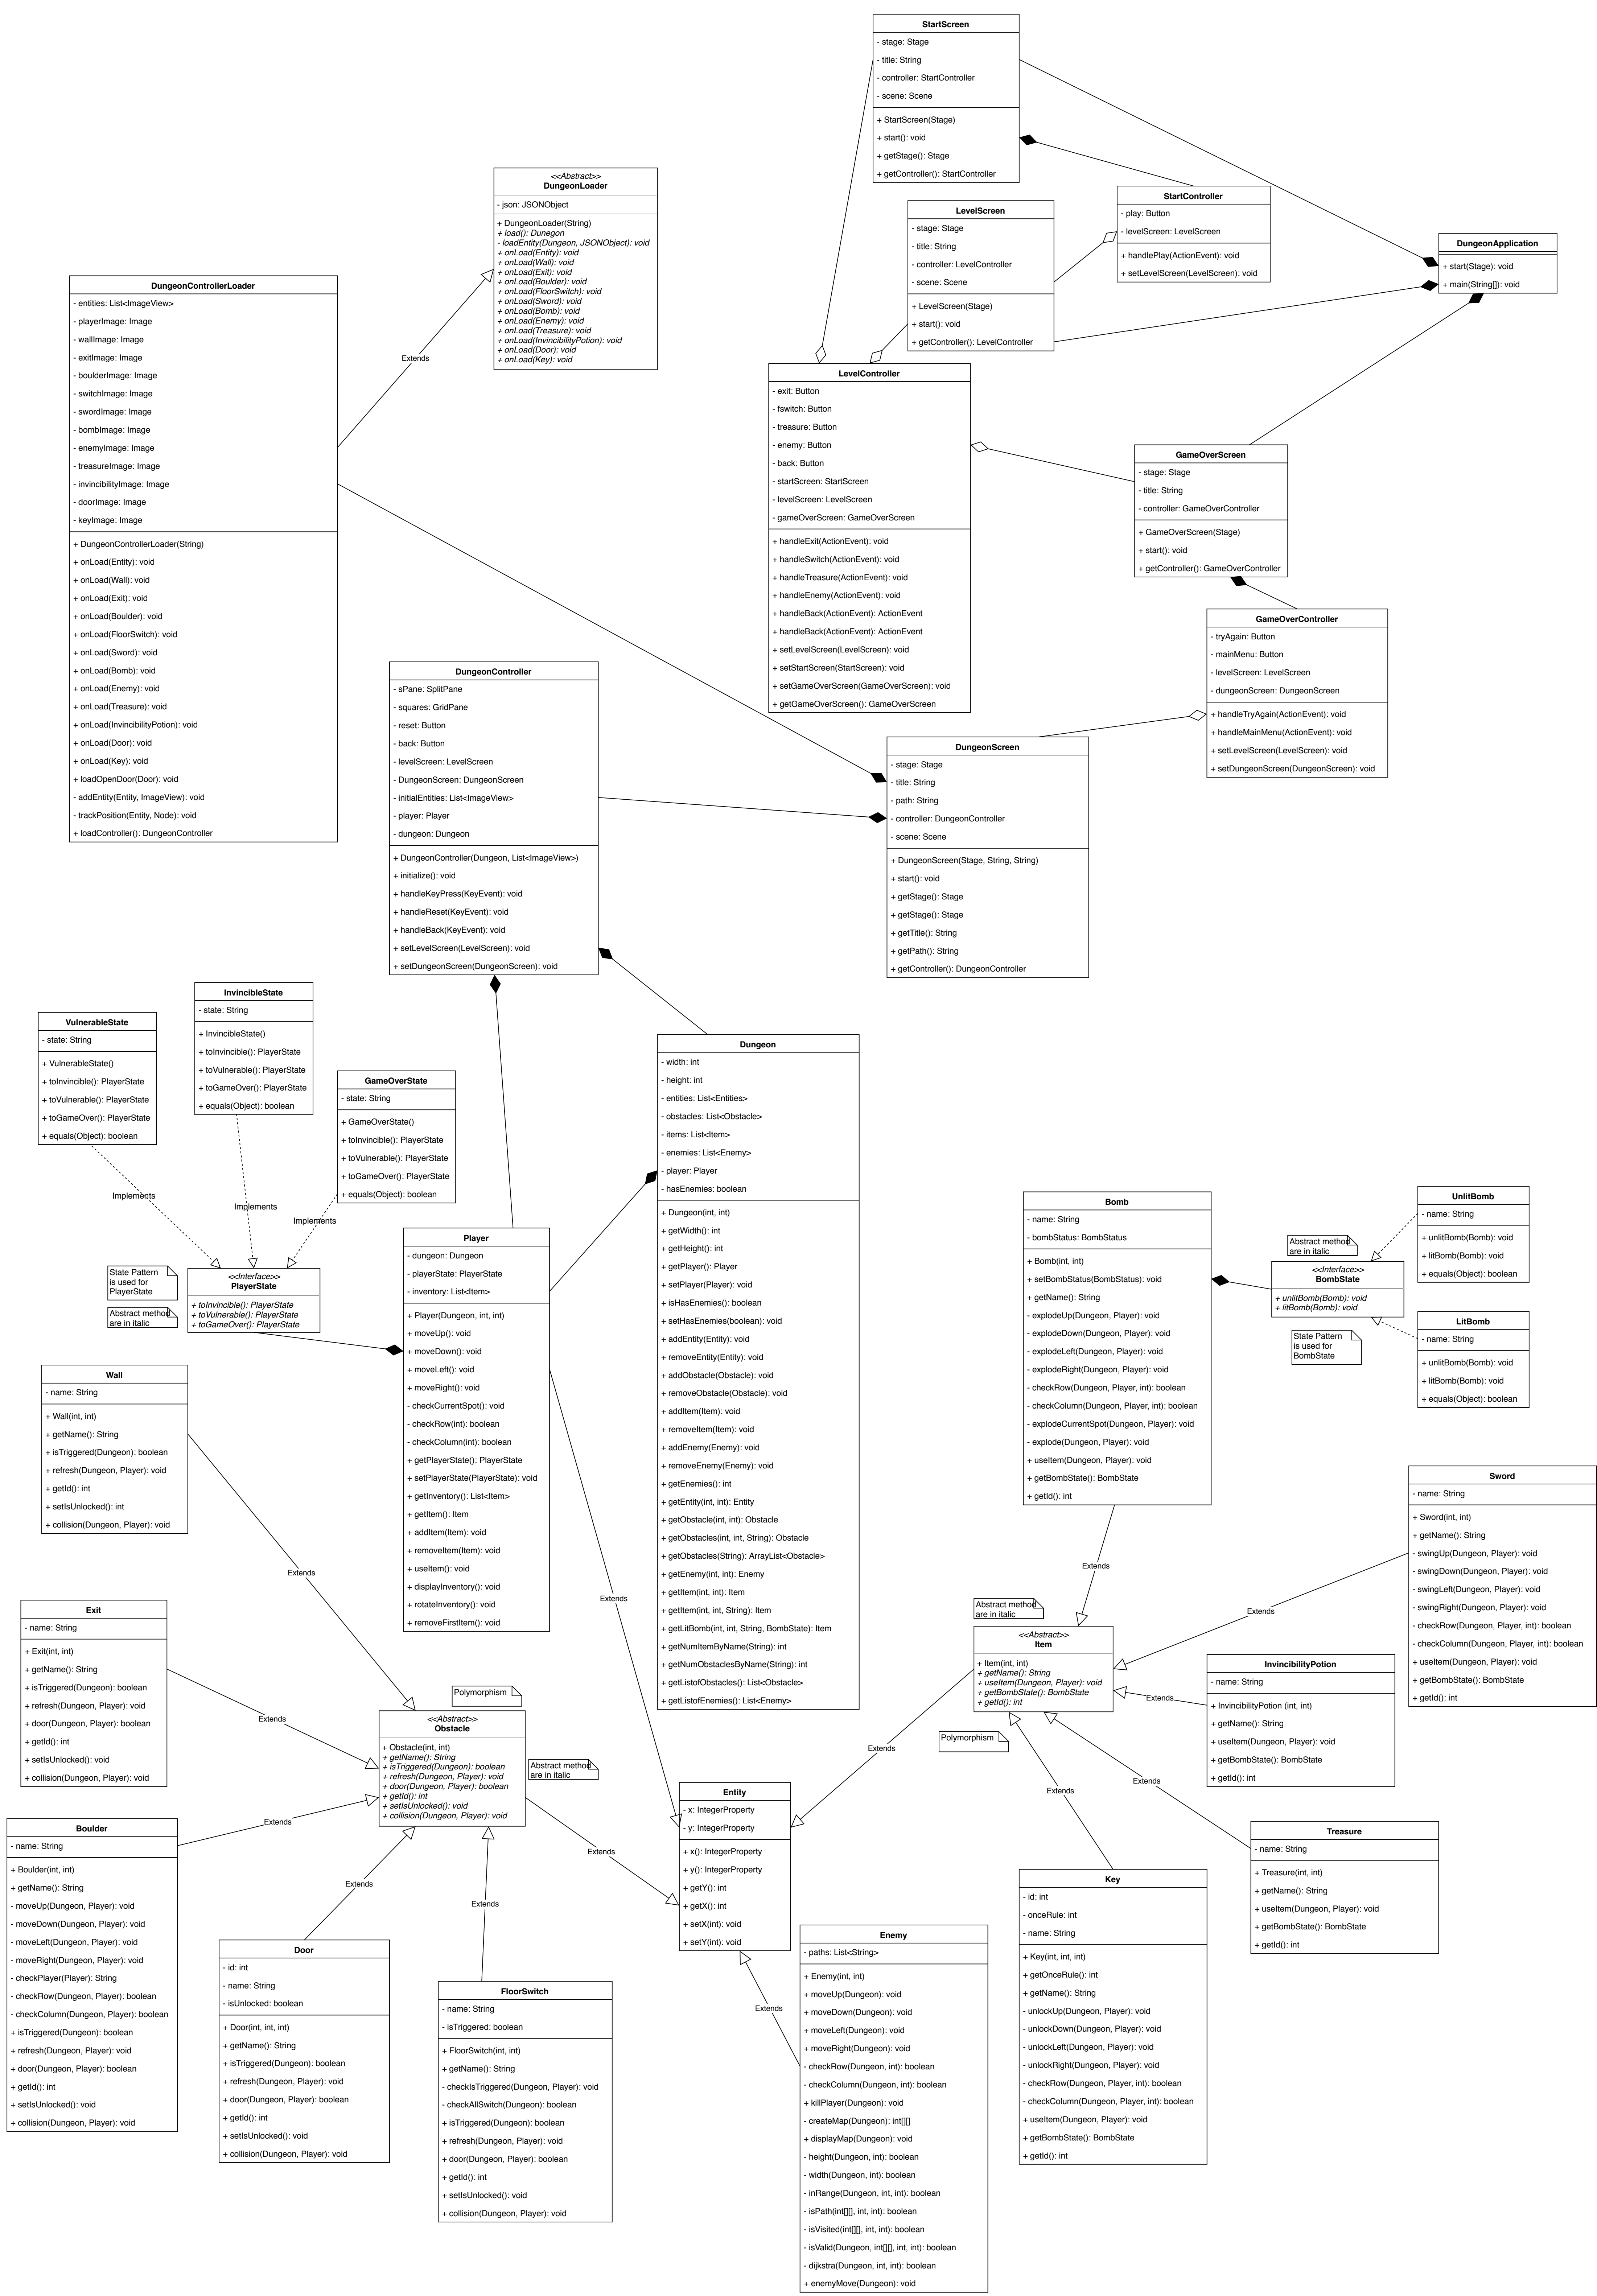 StartScreen
- stage: Stage
- title: String
- controller: StartController
- scene: Scene
+ StartScreen(Stage)
+ start(): void
+ getStage(): Stage
+ getController(): StartController
<<Abstract>>
DungeonLoader
- json: JSONObject
+ DungeonLoader(String)
+ load(): Dunegon
- loadEntity(Dungeon, JSONObject): void
+ onLoad(Entity): void
+ onLoad(Wall): void
+ onLoad(Exit): void
+ onLoad(Boulder): void
+ onLoad(FloorSwitch): void
+ onLoad(Sword): void
+ onLoad(Bomb): void
+ onLoad(Enemy): void
+ onLoad(Treasure): void
+ onLoad(InvincibilityPotion): void
+ onLoad(Door): void
+ onLoad(Key): void
StartController
- play: Button
- levelScreen: LevelScreen
+ handlePlay(ActionEvent): void
+ setLevelScreen(LevelScreen): void
LevelScreen
- stage: Stage
- title: String
- controller: LevelController
- scene: Scene
+ LevelScreen(Stage)
+ start(): void
+ getController(): LevelController
DungeonApplication
+ start(Stage): void
+ main(String[]): void
DungeonControllerLoader
- entities: List<ImageView>
- playerImage: Image
- wallImage: Image
- exitImage: Image
- boulderImage: Image
- switchImage: Image
- swordImage: Image
- bombImage: Image
- enemyImage: Image
- treasureImage: Image
- invincibilityImage: Image
- doorImage: Image
- keyImage: Image
+ DungeonControllerLoader(String)
+ onLoad(Entity): void
+ onLoad(Wall): void
+ onLoad(Exit): void
+ onLoad(Boulder): void
+ onLoad(FloorSwitch): void
+ onLoad(Sword): void
+ onLoad(Bomb): void
+ onLoad(Enemy): void
+ onLoad(Treasure): void
+ onLoad(InvincibilityPotion): void
+ onLoad(Door): void
+ onLoad(Key): void
+ loadOpenDoor(Door): void
- addEntity(Entity, ImageView): void
- trackPosition(Entity, Node): void
+ loadController(): DungeonController
Extends
LevelController
- exit: Button
- fswitch: Button
- treasure: Button
- enemy: Button
- back: Button
- startScreen: StartScreen
- levelScreen: LevelScreen
- gameOverScreen: GameOverScreen
+ handleExit(ActionEvent): void
+ handleSwitch(ActionEvent): void
+ handleTreasure(ActionEvent): void
+ handleEnemy(ActionEvent): void
+ handleBack(ActionEvent): ActionEvent
+ handleBack(ActionEvent): ActionEvent
+ setLevelScreen(LevelScreen): void
+ setStartScreen(StartScreen): void
+ setGameOverScreen(GameOverScreen): void
+ getGameOverScreen(): GameOverScreen
GameOverScreen
- stage: Stage
- title: String
- controller: GameOverController
+ GameOverScreen(Stage)
+ start(): void
+ getController(): GameOverController
GameOverController
- tryAgain: Button
- mainMenu: Button
- levelScreen: LevelScreen
- dungeonScreen: DungeonScreen
+ handleTryAgain(ActionEvent): void
+ handleMainMenu(ActionEvent): void
+ setLevelScreen(LevelScreen): void
+ setDungeonScreen(DungeonScreen): void
DungeonController
- sPane: SplitPane
- squares: GridPane
- reset: Button
- back: Button
- levelScreen: LevelScreen
- DungeonScreen: DungeonScreen
- initialEntities: List<ImageView>
- player: Player
- dungeon: Dungeon
+ DungeonController(Dungeon, List<ImageView>)
+ initialize(): void
+ handleKeyPress(KeyEvent): void
+ handleReset(KeyEvent): void
+ handleBack(KeyEvent): void
+ setLevelScreen(LevelScreen): void
+ setDungeonScreen(DungeonScreen): void
DungeonScreen
- stage: Stage
- title: String
- path: String
- controller: DungeonController
- scene: Scene
+ DungeonScreen(Stage, String, String)
+ start(): void
+ getStage(): Stage
+ getStage(): Stage
+ getTitle(): String
+ getPath(): String
+ getController(): DungeonController
InvincibleState
- state: String
+ InvincibleState()
+ toInvincible(): PlayerState
+ toVulnerable(): PlayerState
+ toGameOver(): PlayerState
+ equals(Object): boolean
VulnerableState
- state: String
+ VulnerableState()
+ toInvincible(): PlayerState
+ toVulnerable(): PlayerState
+ toGameOver(): PlayerState
+ equals(Object): boolean
GameOverState
- state: String
+ GameOverState()
+ toInvincible(): PlayerState
+ toVulnerable(): PlayerState
+ toGameOver(): PlayerState
+ equals(Object): boolean
Implements
Implements
Implements
State Pattern
is used for
PlayerState
Abstract method
are in italic
<<Interface>>
PlayerState
+ toInvincible(): PlayerState
+ toVulnerable(): PlayerState
+ toGameOver(): PlayerState
Player
- dungeon: Dungeon
- playerState: PlayerState
- inventory: List<Item>
+ Player(Dungeon, int, int)
+ moveUp(): void
+ moveDown(): void
+ moveLeft(): void
+ moveRight(): void
- checkCurrentSpot(): void
- checkRow(int): boolean
- checkColumn(int): boolean
+ getPlayerState(): PlayerState
+ setPlayerState(PlayerState): void
+ getInventory(): List<Item>
+ getItem(): Item
+ addItem(Item): void
+ removeItem(Item): void
+ useItem(): void
+ displayInventory(): void
+ rotateInventory(): void
+ removeFirstItem(): void
Dungeon
- width: int
- height: int
- entities: List<Entities>
- obstacles: List<Obstacle>
- items: List<Item>
- enemies: List<Enemy>
- player: Player
- hasEnemies: boolean
+ Dungeon(int, int)
+ getWidth(): int
+ getHeight(): int
+ getPlayer(): Player
+ setPlayer(Player): void
+ isHasEnemies(): boolean
+ setHasEnemies(boolean): void
+ addEntity(Entity): void
+ removeEntity(Entity): void
+ addObstacle(Obstacle): void
+ removeObstacle(Obstacle): void
+ addItem(Item): void
+ removeItem(Item): void
+ addEnemy(Enemy): void
+ removeEnemy(Enemy): void
+ getEnemies(): int
+ getEntity(int, int): Entity
+ getObstacle(int, int): Obstacle
+ getObstacles(int, int, String): Obstacle
+ getObstacles(String): ArrayList<Obstacle>
+ getEnemy(int, int): Enemy
+ getItem(int, int): Item
+ getItem(int, int, String): Item
+ getLitBomb(int, int, String, BombState): Item
+ getNumItemByName(String): int
+ getNumObstaclesByName(String): int
+ getListofObstacles(): List<Obstacle>
+ getListofEnemies(): List<Enemy>
Bomb
- name: String
- bombStatus: BombStatus
+ Bomb(int, int)
+ setBombStatus(BombStatus): void
+ getName(): String
- explodeUp(Dungeon, Player): void
- explodeDown(Dungeon, Player): void
- explodeLeft(Dungeon, Player): void
- explodeRight(Dungeon, Player): void
- checkRow(Dungeon, Player, int): boolean
- checkColumn(Dungeon, Player, int): boolean
- explodeCurrentSpot(Dungeon, Player): void
- explode(Dungeon, Player): void
+ useItem(Dungeon, Player): void
+ getBombState(): BombState
+ getId(): int
Abstract method
are in italic
<<Interface>>
BombState
+ unlitBomb(Bomb): void
+ litBomb(Bomb): void
State Pattern
is used for
BombState
UnlitBomb
- name: String
+ unlitBomb(Bomb): void
+ litBomb(Bomb): void
+ equals(Object): boolean
LitBomb
- name: String
+ unlitBomb(Bomb): void
+ litBomb(Bomb): void
+ equals(Object): boolean
Wall
- name: String
+ Wall(int, int)
+ getName(): String
+ isTriggered(Dungeon): boolean
+ refresh(Dungeon, Player): void
+ getId(): int
+ setIsUnlocked(): int
+ collision(Dungeon, Player): void
Extends
Exit
- name: String
+ Exit(int, int)
+ getName(): String
+ isTriggered(Dungeon): boolean
+ refresh(Dungeon, Player): void
+ door(Dungeon, Player): boolean
+ getId(): int
+ setIsUnlocked(): void
+ collision(Dungeon, Player): void
Extends
Polymorphism
<<Abstract>>
Obstacle
+ Obstacle(int, int)
+ getName(): String
+ isTriggered(Dungeon): boolean
+ refresh(Dungeon, Player): void
+ door(Dungeon, Player): boolean
+ getId(): int
+ setIsUnlocked(): void
+ collision(Dungeon, Player): void
Abstract method
are in italic
Extends
Extends
Extends
Extends
Extends
Boulder
- name: String
+ Boulder(int, int)
+ getName(): String
- moveUp(Dungeon, Player): void
- moveDown(Dungeon, Player): void
- moveLeft(Dungeon, Player): void
- moveRight(Dungeon, Player): void
- checkPlayer(Player): String
- checkRow(Dungeon, Player): boolean
- checkColumn(Dungeon, Player): boolean
+ isTriggered(Dungeon): boolean
+ refresh(Dungeon, Player): void
+ door(Dungeon, Player): boolean
+ getId(): int
+ setIsUnlocked(): void
+ collision(Dungeon, Player): void
Door
- id: int
- name: String
- isUnlocked: boolean
+ Door(int, int, int)
+ getName(): String
+ isTriggered(Dungeon): boolean
+ refresh(Dungeon, Player): void
+ door(Dungeon, Player): boolean
+ getId(): int
+ setIsUnlocked(): void
+ collision(Dungeon, Player): void
FloorSwitch
- name: String
- isTriggered: boolean
+ FloorSwitch(int, int)
+ getName(): String
- checkIsTriggered(Dungeon, Player): void
- checkAllSwitch(Dungeon): boolean
+ isTriggered(Dungeon): boolean
+ refresh(Dungeon, Player): void
+ door(Dungeon, Player): boolean
+ getId(): int
+ setIsUnlocked(): void
+ collision(Dungeon, Player): void
Entity
- x: IntegerProperty
- y: IntegerProperty
+ x(): IntegerProperty
+ y(): IntegerProperty
+ getY(): int
+ getX(): int
+ setX(int): void
+ setY(int): void
Extends
Enemy
- paths: List<String>
+ Enemy(int, int)
+ moveUp(Dungeon): void
+ moveDown(Dungeon): void
+ moveLeft(Dungeon): void
+ moveRight(Dungeon): void
- checkRow(Dungeon, int): boolean
- checkColumn(Dungeon, int): boolean
+ killPlayer(Dungeon): void
- createMap(Dungeon): int[][]
+ displayMap(Dungeon): void
- height(Dungeon, int): boolean
- width(Dungeon, int): boolean
- inRange(Dungeon, int, int): boolean
- isPath(int[][], int, int): boolean
- isVisited(int[][], int, int): boolean
- isValid(Dungeon, int[][], int, int): boolean
- dijkstra(Dungeon, int, int): boolean
+ enemyMove(Dungeon): void
Extends
Abstract method
are in italic
<<Abstract>>
Item
+ Item(int, int)
+ getName(): String
+ useItem(Dungeon, Player): void
+ getBombState(): BombState
+ getId(): int
Polymorphism
Extends
Extends
Extends
Extends
Extends
Sword
- name: String
+ Sword(int, int)
+ getName(): String
- swingUp(Dungeon, Player): void
- swingDown(Dungeon, Player): void
- swingLeft(Dungeon, Player): void
- swingRight(Dungeon, Player): void
- checkRow(Dungeon, Player, int): boolean
- checkColumn(Dungeon, Player, int): boolean
+ useItem(Dungeon, Player): void
+ getBombState(): BombState
+ getId(): int
InvincibilityPotion
- name: String
+ InvincibilityPotion (int, int)
+ getName(): String
+ useItem(Dungeon, Player): void
+ getBombState(): BombState
+ getId(): int
Treasure
- name: String
+ Treasure(int, int)
+ getName(): String
+ useItem(Dungeon, Player): void
+ getBombState(): BombState
+ getId(): int
Key
- id: int
- onceRule: int
- name: String
+ Key(int, int, int)
+ getOnceRule(): int
+ getName(): String
- unlockUp(Dungeon, Player): void
- unlockDown(Dungeon, Player): void
- unlockLeft(Dungeon, Player): void
- unlockRight(Dungeon, Player): void
- checkRow(Dungeon, Player, int): boolean
- checkColumn(Dungeon, Player, int): boolean
+ useItem(Dungeon, Player): void
+ getBombState(): BombState
+ getId(): int